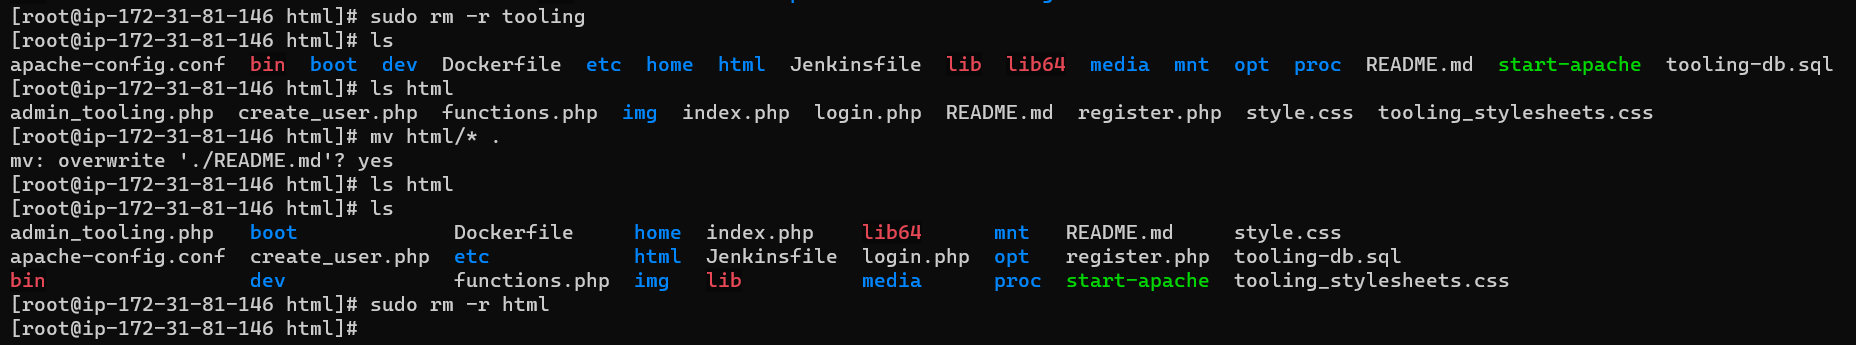 [root@ip-172-31-81-146 html]# sudo rm -r tooling
[root@ip-172-31-81-146 html]# ls
apache-config.conf  bin  boot  dev  Dockerfile  etc  home  html  Jenkinsfile  lib  lib64  media  mnt  opt  proc  README.md  start-apache  tooling-db.sql
[root@ip-172-31-81-146 html]# ls html
admin_tooling.php  create_user.php  functions.php  img  index.php  login.php  README.md  register.php  style.css  tooling_stylesheets.css
[root@ip-172-31-81-146 html]# mv html/* .
mv: overwrite './README.md'? yes
[root@ip-172-31-81-146 html]# ls html
[root@ip-172-31-81-146 html]# ls
admin_tooling.php   boot             Dockerfile     home  index.php    lib64      mnt   README.md     style.css
apache-config.conf  create_user.php  etc            html  Jenkinsfile  login.php  opt   register.php  tooling-db.sql
bin                 dev              functions.php  img   lib          media      proc  start-apache  tooling_stylesheets.css
[root@ip-172-31-81-146 html]# sudo rm -r html
[root@ip-172-31-81-146 html]#